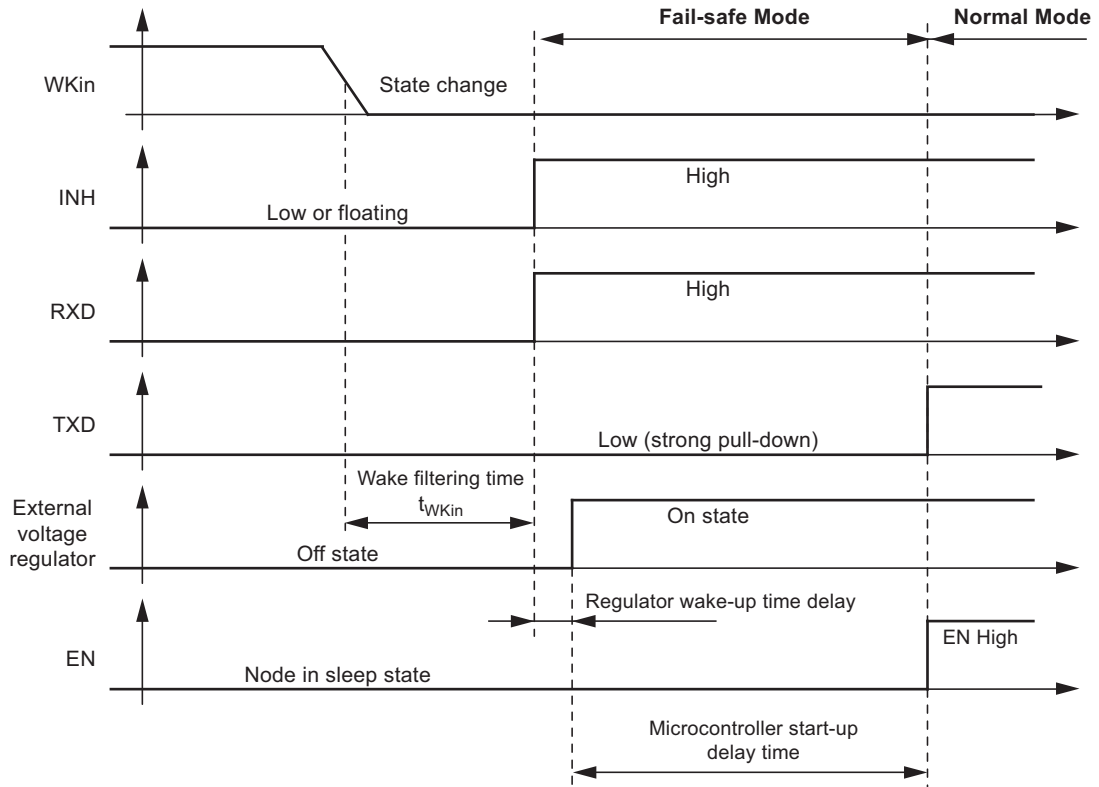 Fail-safe Mode
Normal Mode
WKin
State change
INH
Low or floating
High
RXD
High
TXD
Low (strong pull-down)
Wake filtering time
tWKin
External
voltage
regulator
Off state
On state
Regulator wake-up time delay
EN
Node in sleep state
EN High
Microcontroller start-up
delay time